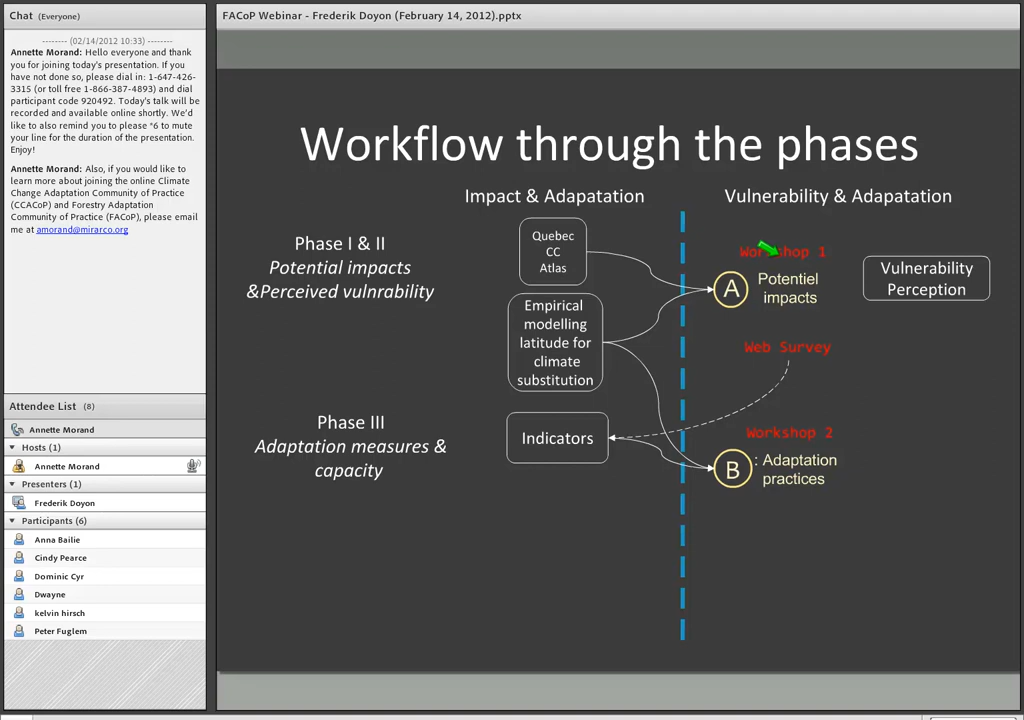 Chat (Everyone)
-------- (02/14/2012 10:33) --------
Annette Morand: Hello everyone and thank
you for joining today's presentation. If you
have not done so, please dial in: 1-647-426-
3315 (or toll free 1-866-387-4893) and dial
participant code 920492. Today's talk will be
recorded and available online shortly. We'd
like to also remind you to please *6 to mute
your line for the duration of the presentation.
Enjoy!
Annette Morand: Also, if you would like to
learn more about joining the online Climate
Change Adaptation Community of Practice
(CCACoP) and Forestry Adaptation
Community of Practice (FACoP), please email
me at amorand@mirarco.org
Attendee List (8)
Annette Morand
Hosts (1)
Annette Morand
Presenters (1)
Frederik Doyon
Participants (6)
Anna Bailie
Cindy Pearce
Dominic Cyr
Dwayne
kelvin hirsch
Peter Fuglem
FACoP Webinar - Frederik Doyon (February 14, 2012).pptx
Workflow through the phases
Impact & Adapatation
Vulnerability & Adapatation
Phase I & II
Potential impacts
&Perceived vulnrability
Quebec
CC
Atlas
Empirical
modelling
latitude for
climate
substitution
Workshop 1
A
Potentiel
impacts
Vulnerability
Perception
Web Survey
Phase III
Adaptation measures &
capacity
Indicators
Workshop 2
B
: Adaptation
practices